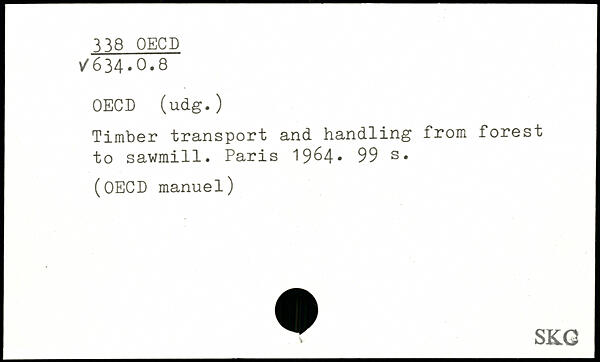 338 OECD
√634.0.8
OECD (udg.)
Timber transport and handling from forest
to sawmill. Paris 1964. 99 s.
(OECD manuel)
SKC